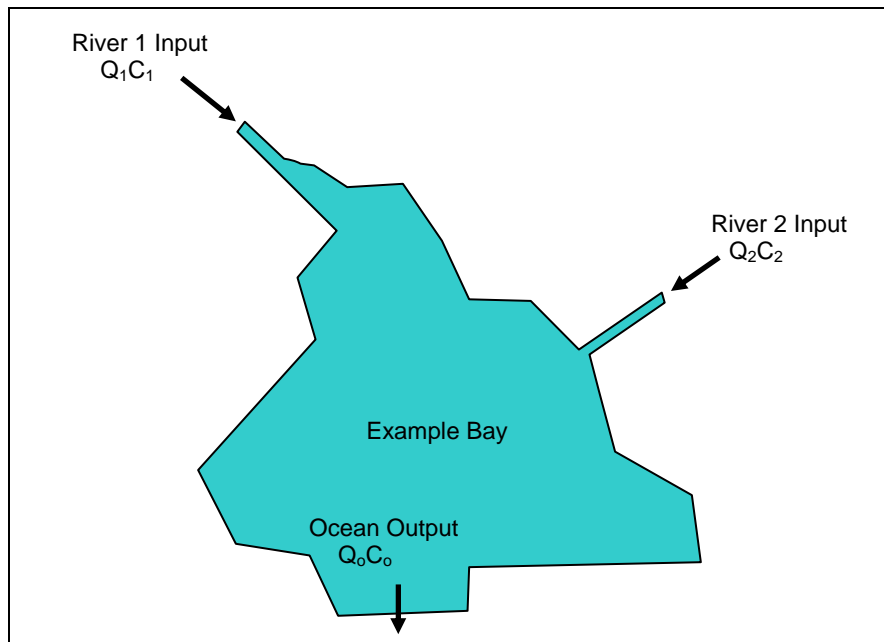 River 1 Input
Q₁C₁
River 2 Input
Q₂C₂
Example Bay
Ocean Output
QₒCₒ